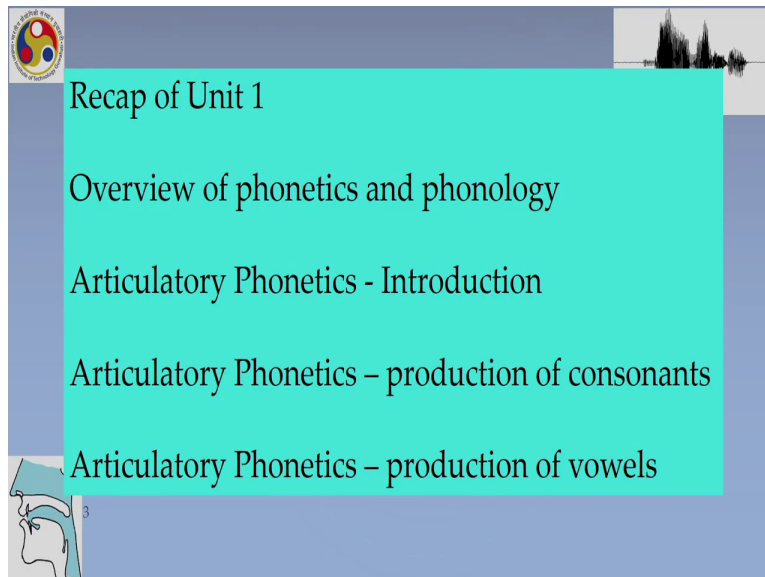 Recap of Unit 1
Overview of phonetics and phonology
Articulatory Phonetics - Introduction
Articulatory Phonetics – production of consonants
Articulatory Phonetics – production of vowels
3